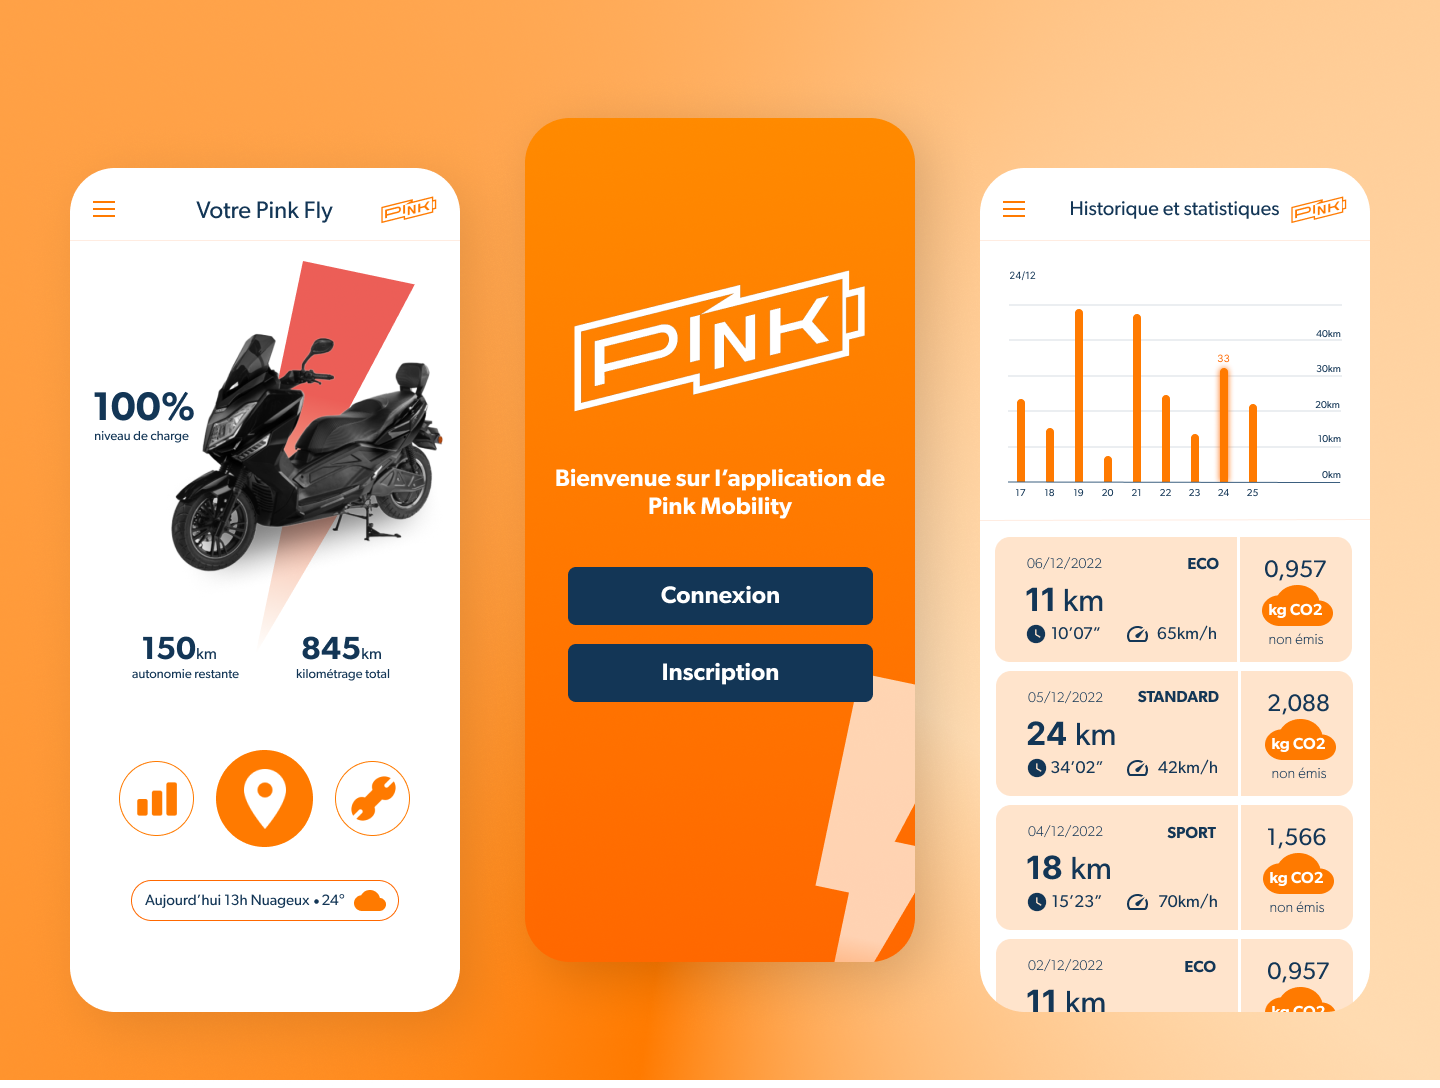 Votre Pink Fly
PINK
100%
niveau de charge
150km
autonomie restante
845km
kilométrage total
Aujourd’hui 13h Nuageux • 24°
PINK
Bienvenue sur l’application de
Pink Mobility
Connexion
Inscription
Historique et statistiques
PINK
24/12
40km
33
30km
20km
10km
0km
17 18 19 20 21 22 23 24 25
06/12/2022 ECO
11 km
10’07” 65km/h
0,957
kg CO2
non émis
05/12/2022 STANDARD
24 km
34’02” 42km/h
2,088
kg CO2
non émis
04/12/2022 SPORT
18 km
15’23” 70km/h
1,566
kg CO2
non émis
02/12/2022 ECO
11 km
0,957
kg CO2